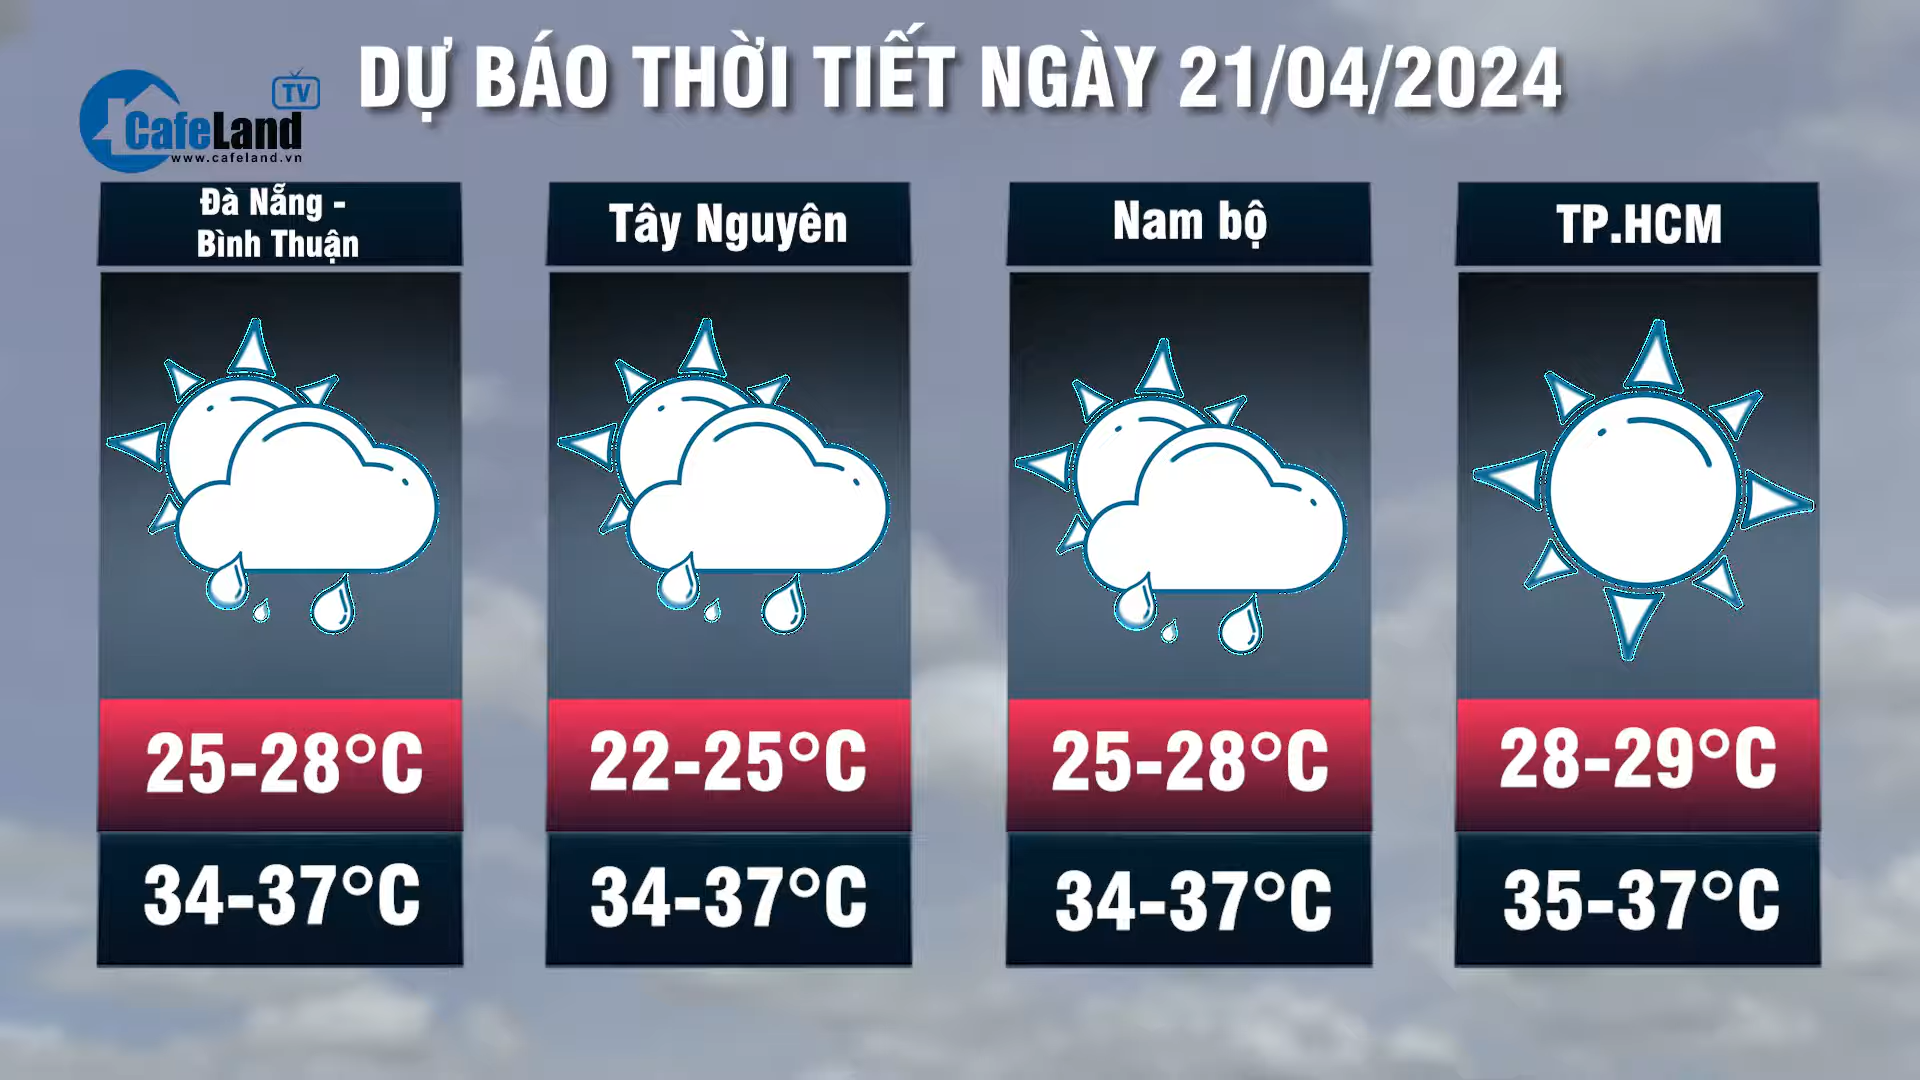 DỰ BÁO THỜI TIẾT NGÀY 21/04/2024
TV
CafeLand
www.cafeland.vn
Đà Nẵng -
Bình Thuận
25-28°C
34-37°C
Tây Nguyên
22-25°C
34-37°C
Nam bộ
25-28°C
34-37°C
TP.HCM
28-29°C
35-37°C